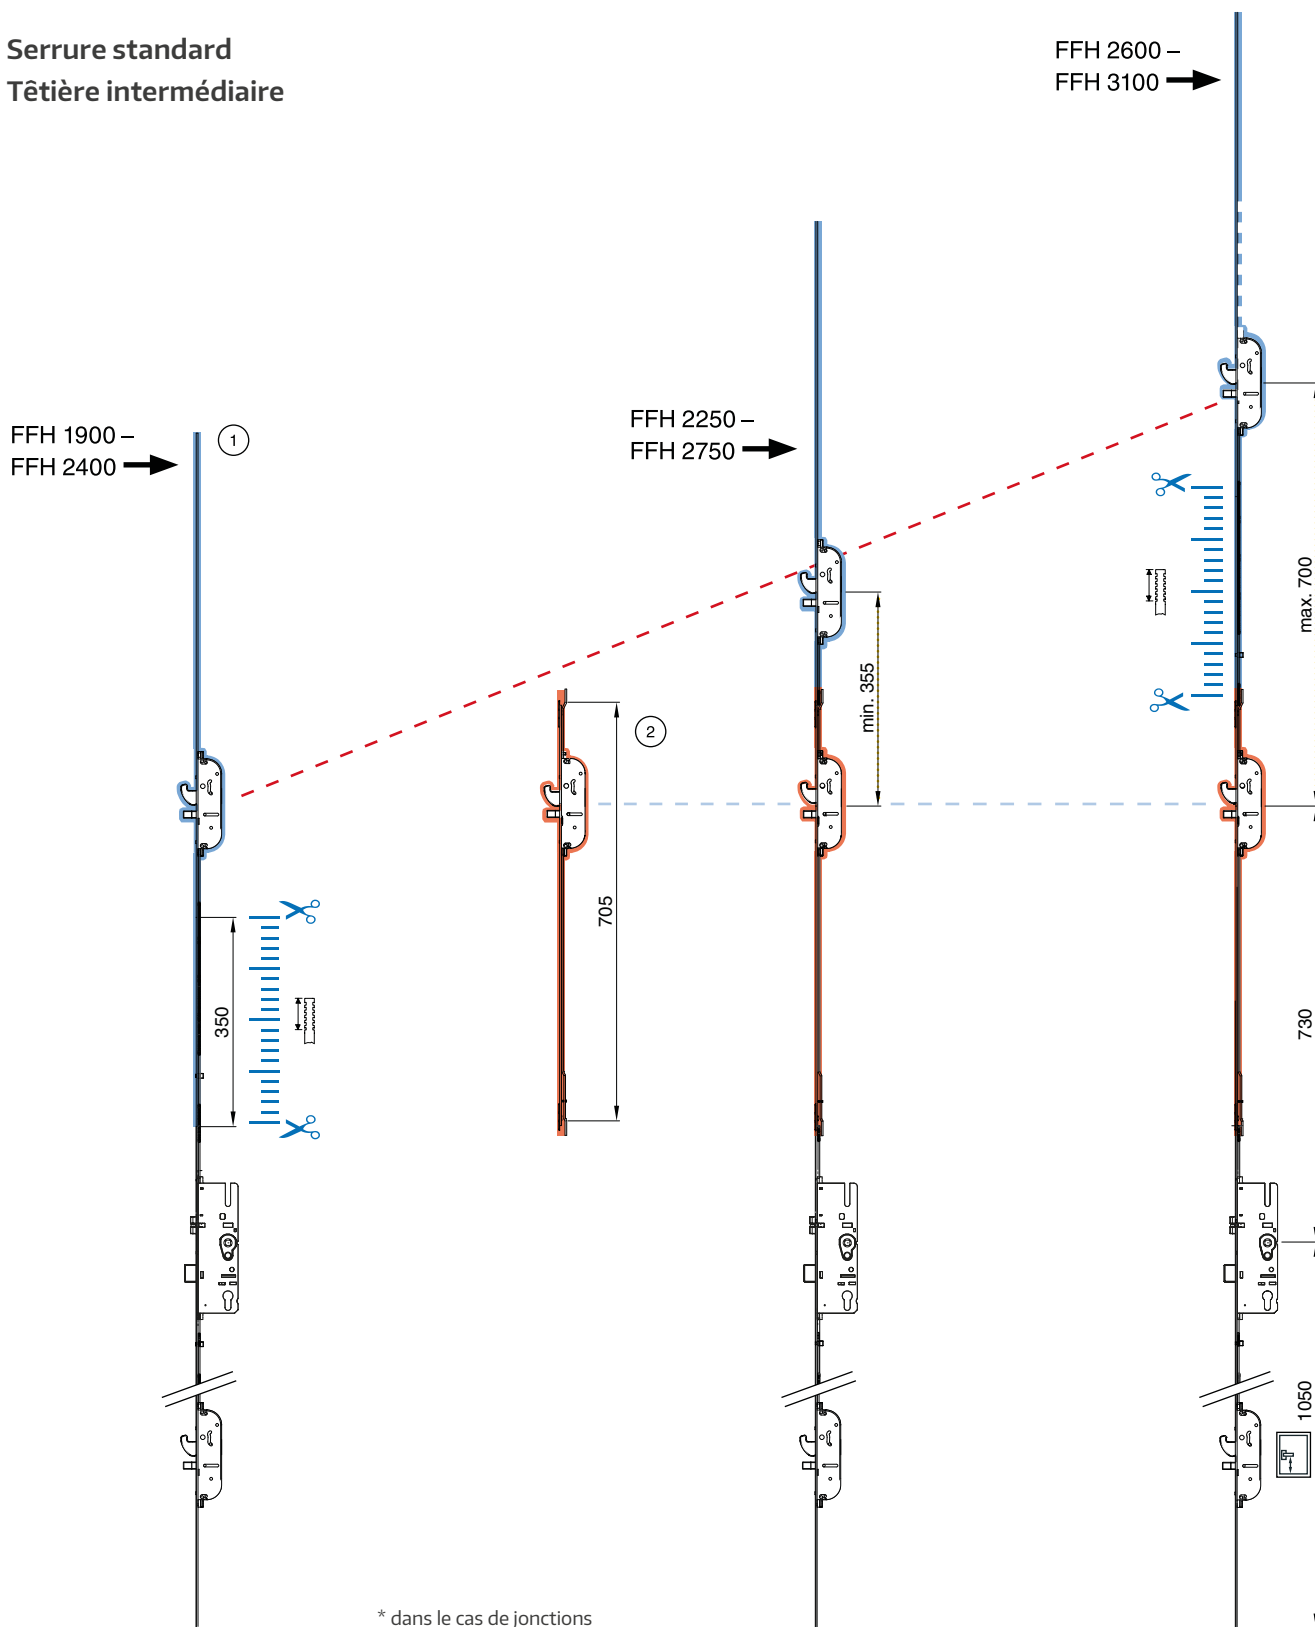 Serrure standard
Têtière intermédiaire
FFH 2600 –
FFH 3100
FFH 1900 –
FFH 2400
1
FFH 2250 –
FFH 2750
max. 700
min. 355
2
705
350
730
1050
* dans le cas de jonctions